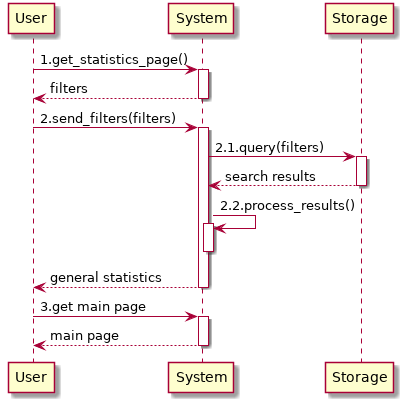 User System Storage
1.get_statistics_page()
filters
2.send_filters(filters)
2.1.query(filters)
search results
2.2.process_results()
general statistics
3.get main page
main page
User System Storage